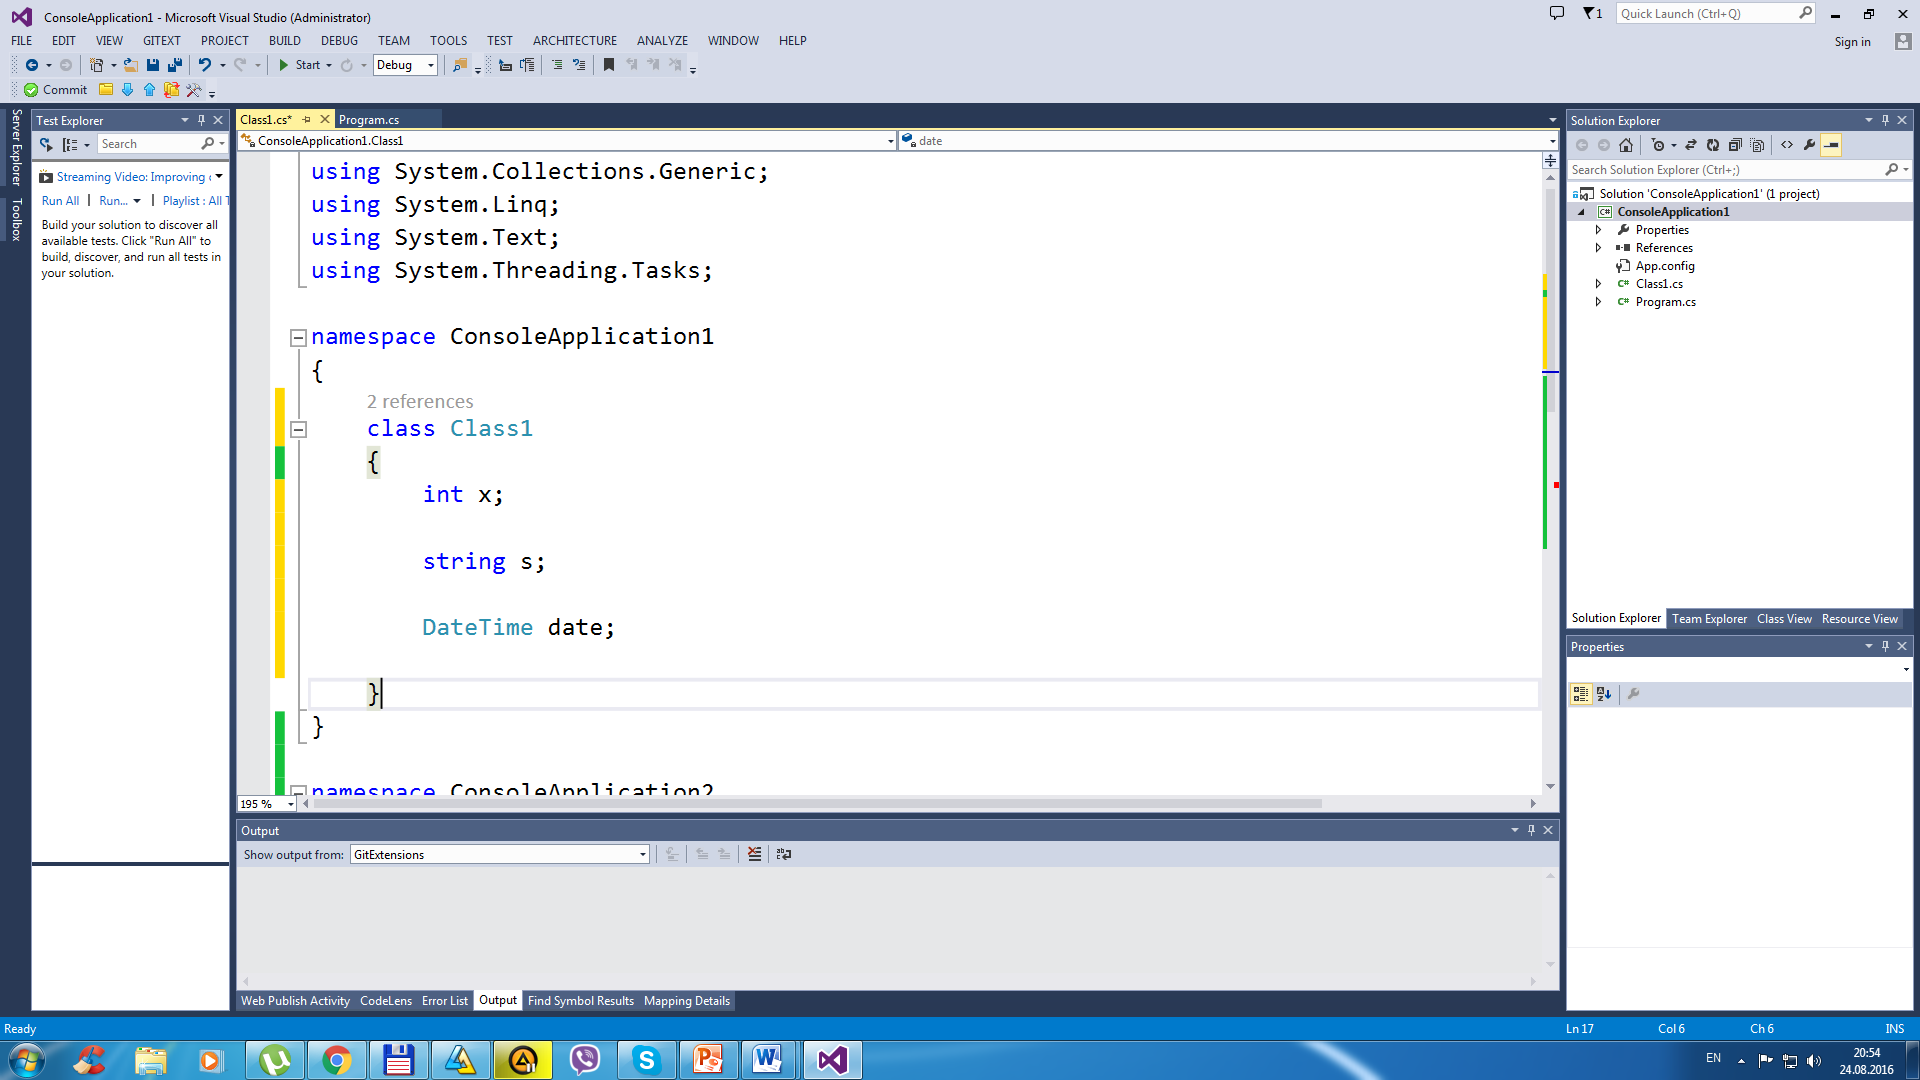 ConsoleApplication1 - Microsoft Visual Studio (Administrator)
1
Quick Launch (Ctrl+Q)
FILE EDIT VIEW GITEXT PROJECT BUILD DEBUG TEAM TOOLS TEST ARCHITECTURE ANALYZE WINDOW HELP
Sign in
Start Debug
Commit
Server Explorer
Toolbox
Test Explorer
Search
Streaming Video: Improving
Run All | Run... | Playlist : All T
Build your solution to discover all
available tests. Click "Run All" to
build, discover, and run all tests in
your solution.
Class1.cs* Program.cs
ConsoleApplication1.Class1 date
using System.Collections.Generic;
using System.Linq;
using System.Text;
using System.Threading.Tasks;
namespace ConsoleApplication1
{
2 references
class Class1
{
int x;
string s;
DateTime date;
}
}
namespace ConsoleApplication2
195 %
Output
Show output from: GitExtensions
Web Publish Activity CodeLens Error List Output Find Symbol Results Mapping Details
Solution Explorer
Search Solution Explorer (Ctrl+;)
Solution 'ConsoleApplication1' (1 project)
C# ConsoleApplication1
Properties
References
App.config
C# Class1.cs
C# Program.cs
Solution Explorer Team Explorer Class View Resource View
Properties
Ready
Ln 17 Col 6 Ch 6 INS
EN
20:54
24.08.2016